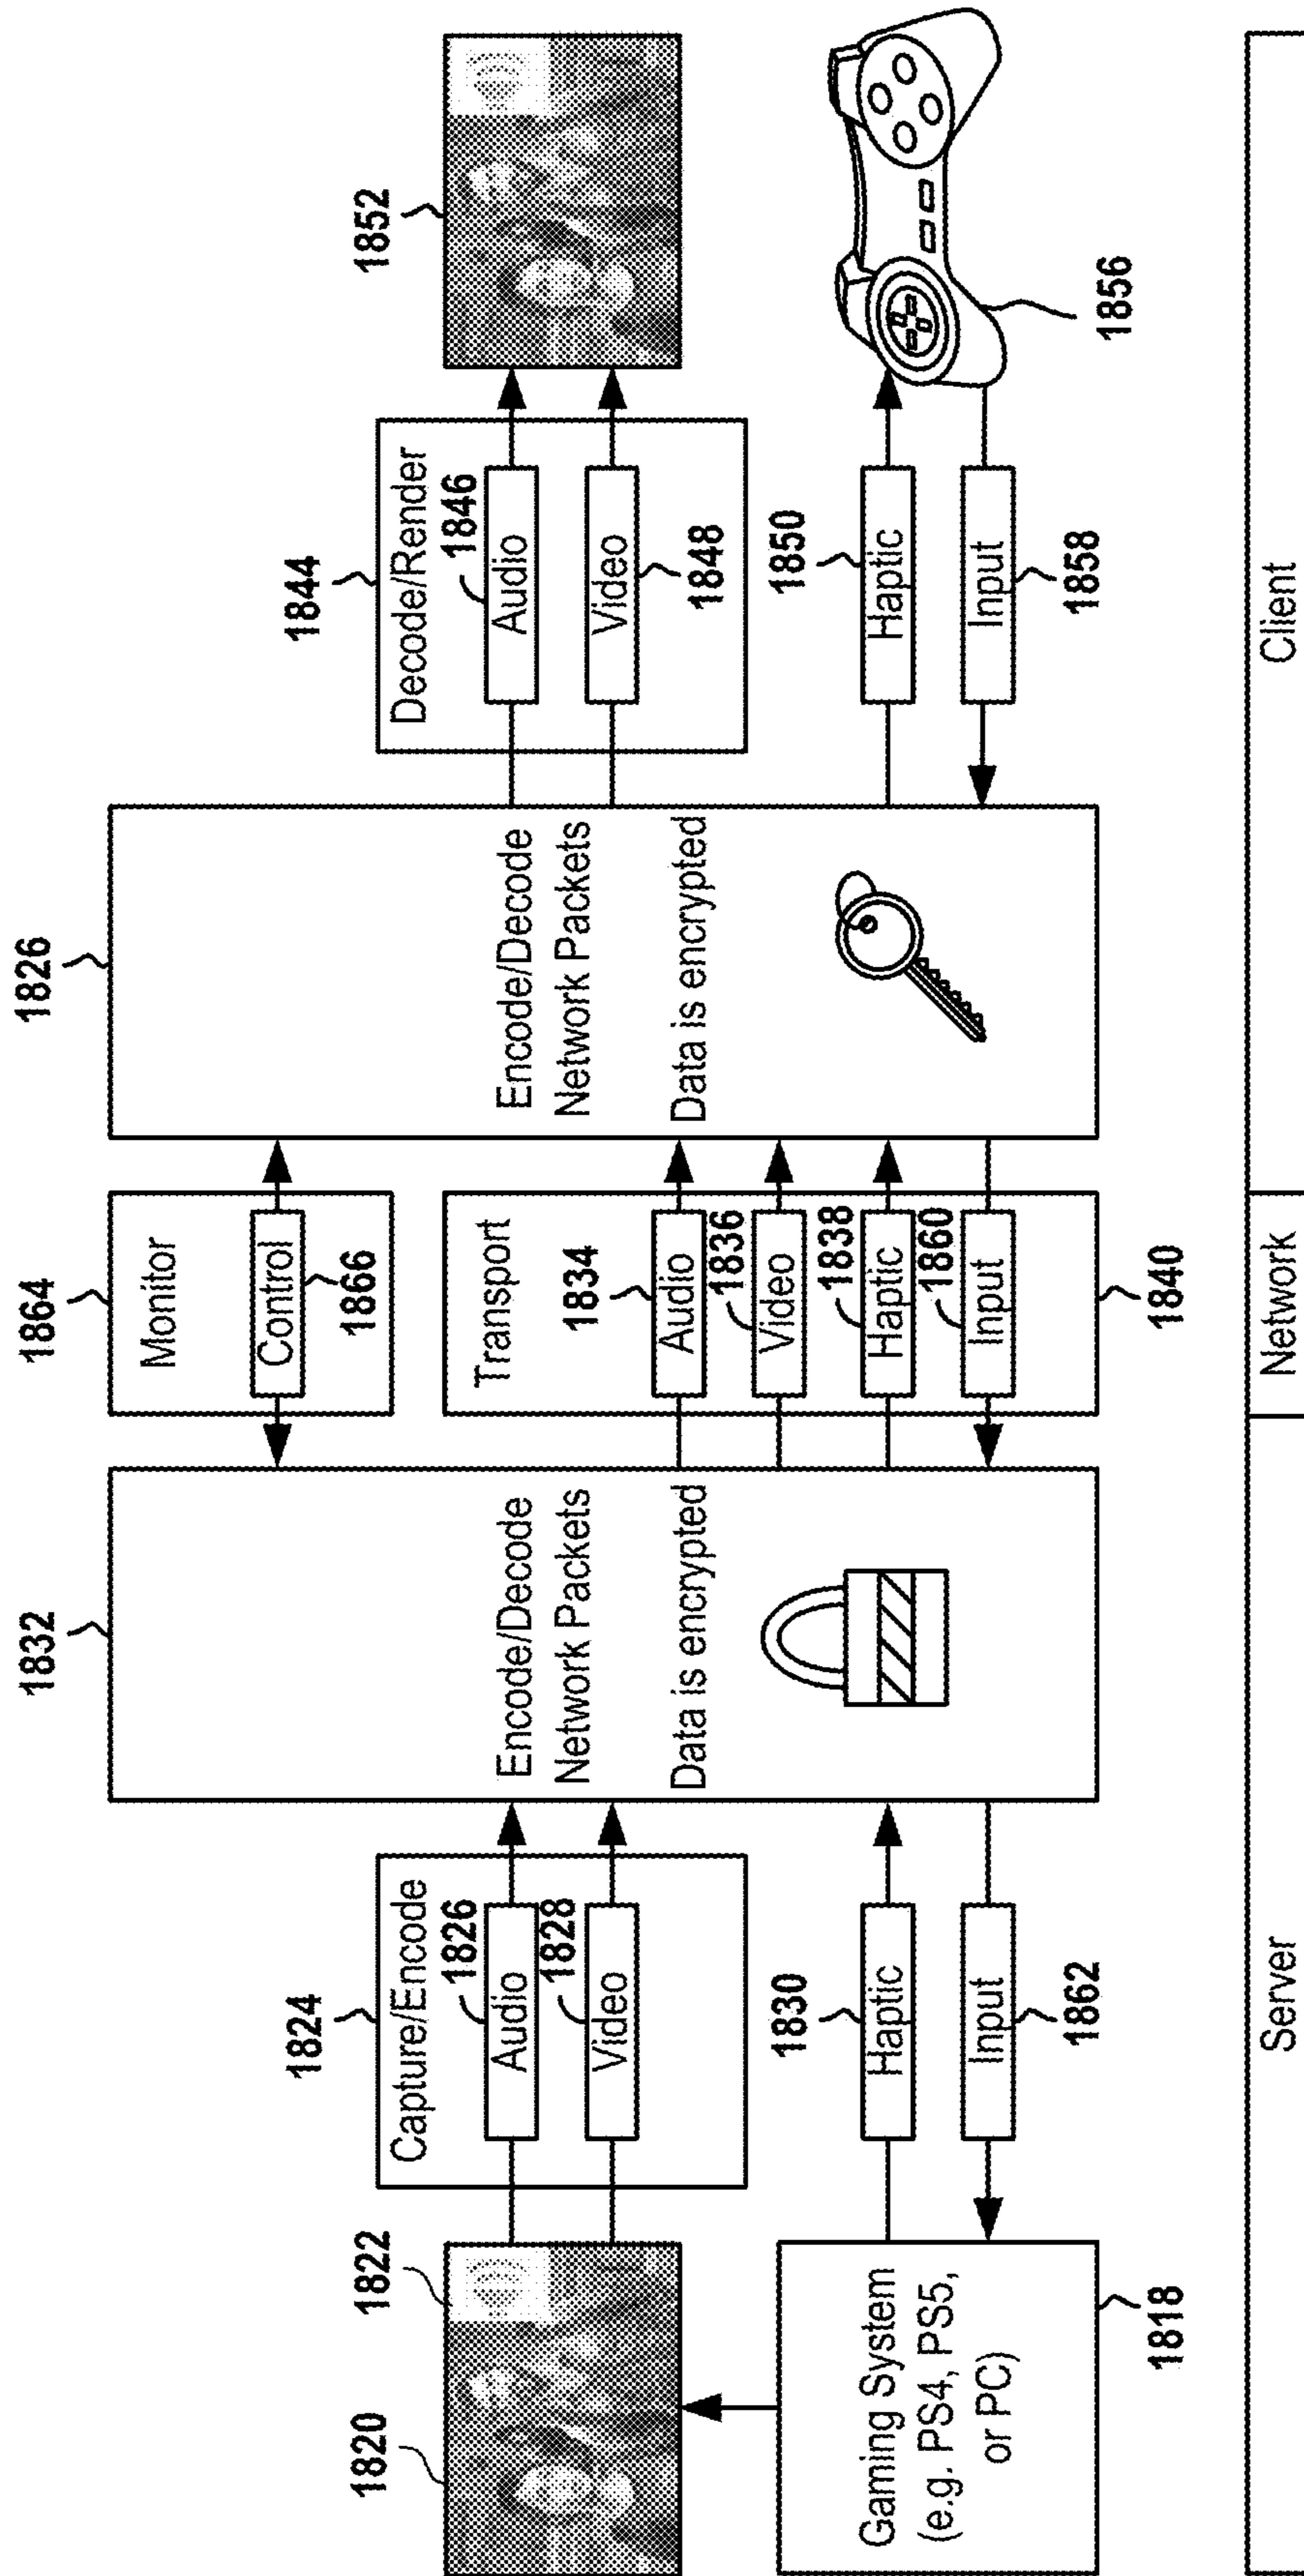 1820
1822
1824
Capture/Encode
1826
Audio
1828
Video
1830
Haptic
Input
1862
Gaming System
(e.g. PS4, PS5,
or PC)
1818
1832
Encode/Decode
Network Packets
Data is encrypted
1864
Monitor
Control
1866
Transport
1834
Audio
1836
Video
1838
Haptic
1860
Input
1840
1826
Encode/Decode
Network Packets
Data is encrypted
1844
Decode/Render
1846
Audio
Video
1848
1850
Haptic
Input
1858
1852
1856
Server
Network
Client